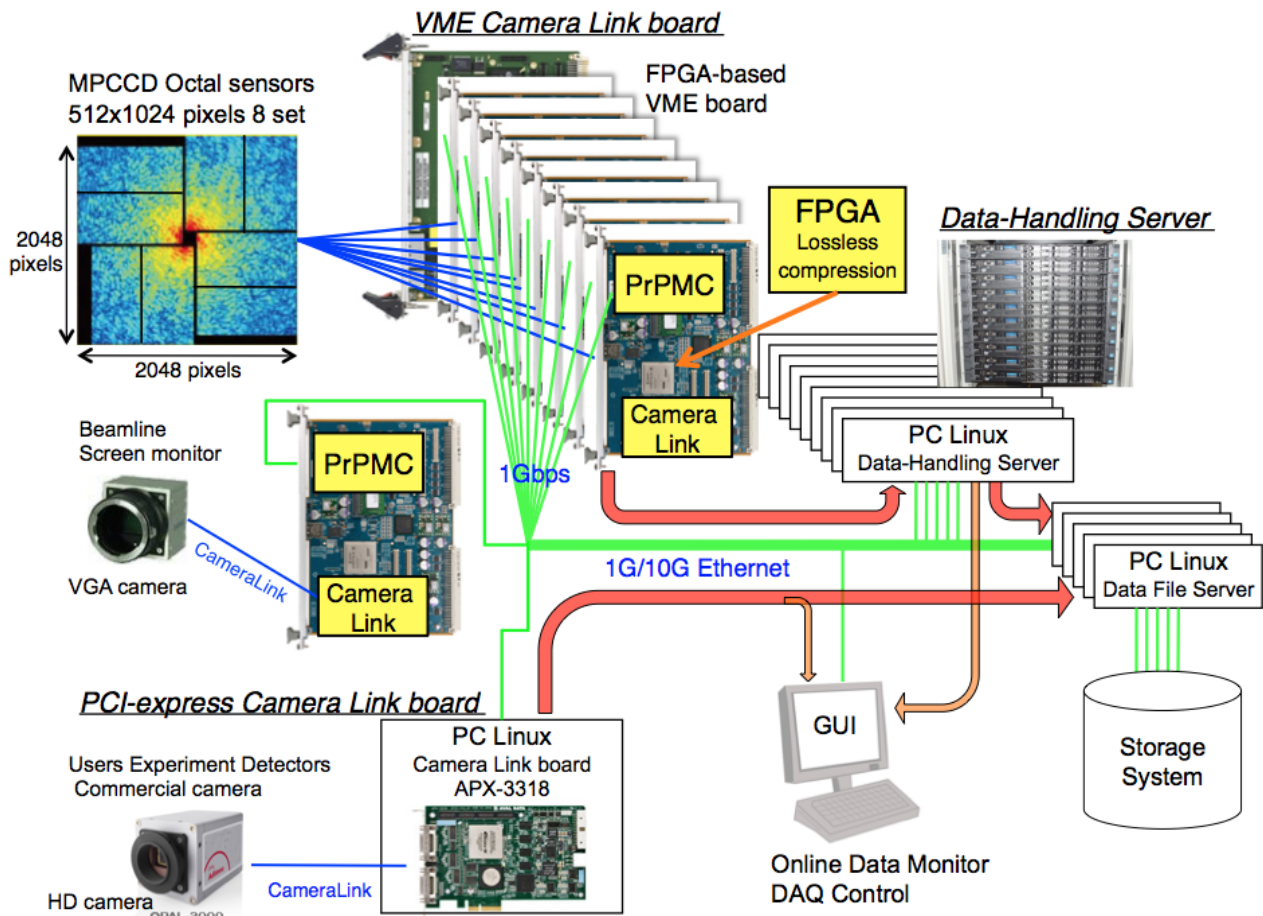 VME Camera Link board
MPCCD Octal sensors
512x1024 pixels 8 set
FPGA-based
VME board
2048
pixels
2048 pixels
FPGA
Lossless
compression
Data-Handling Server
PrPMC
Camera
Link
PC Linux
Data-Handling Server
Beamline
Screen monitor
VGA camera
CameraLink
PrPMC
Camera
Link
1Gbps
1G/10G Ethernet
PC Linux
Data File Server
PCI-express Camera Link board
Users Experiment Detectors
Commercial camera
HD camera
CameraLink
PC Linux
Camera Link board
APX-3318
GUI
Online Data Monitor
DAQ Control
Storage
System